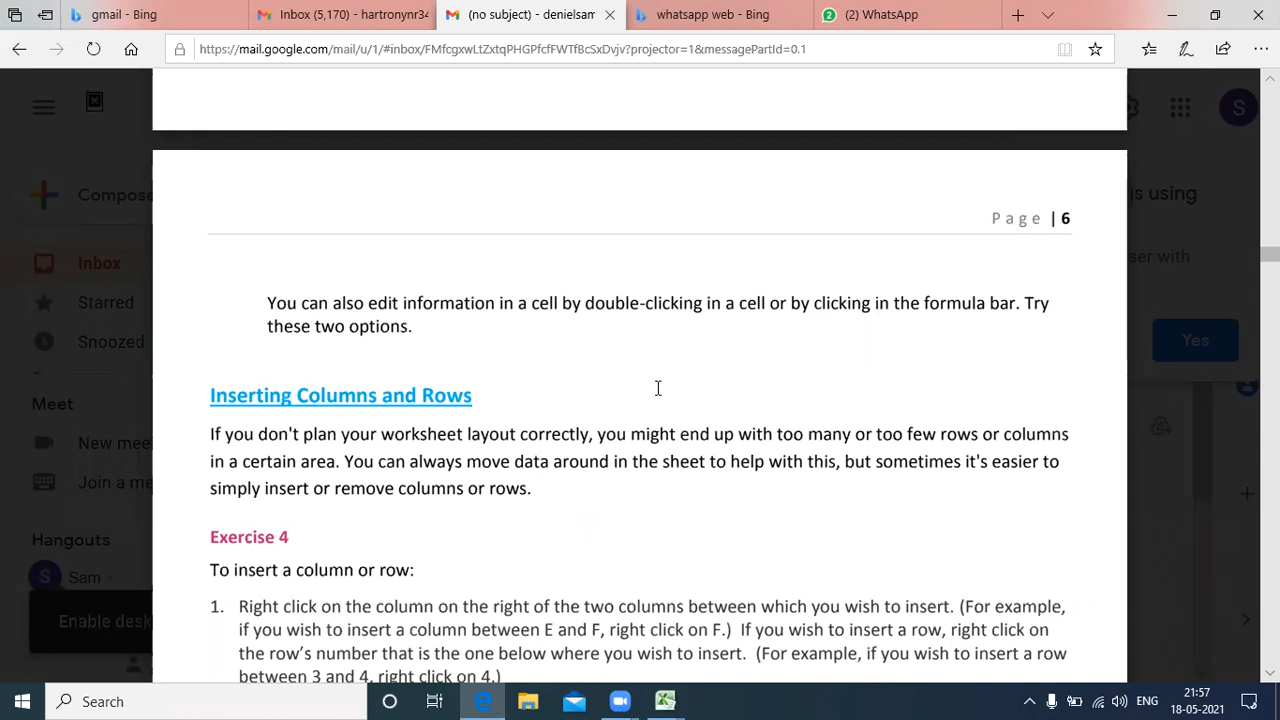 gmail - Bing
Inbox (5,170) - hartronynr34
(no subject) - denielsam
whatsapp web - Bing
(2) WhatsApp
https://mail.google.com/mail/u/1/#inbox/FMfcgxwLtZxtqPHGPfcfFWTfBcSxDvjv?projector=1&messagePartId=0.1
Compose
Inbox
Starred
Snoozed
Meet
New mee
Join a me
Hangouts
S Sam
Enable desk
S
is using
ser with
Yes
Page | 6
You can also edit information in a cell by double-clicking in a cell or by clicking in the formula bar. Try
these two options.
Inserting Columns and Rows
If you don't plan your worksheet layout correctly, you might end up with too many or too few rows or columns
in a certain area. You can always move data around in the sheet to help with this, but sometimes it's easier to
simply insert or remove columns or rows.
Exercise 4
To insert a column or row:
1. Right click on the column on the right of the two columns between which you wish to insert. (For example,
if you wish to insert a column between E and F, right click on F.) If you wish to insert a row, right click on
the row's number that is the one below where you wish to insert. (For example, if you wish to insert a row
between 3 and 4, right click on 4.)
Search
ENG
21:57
18-05-2021